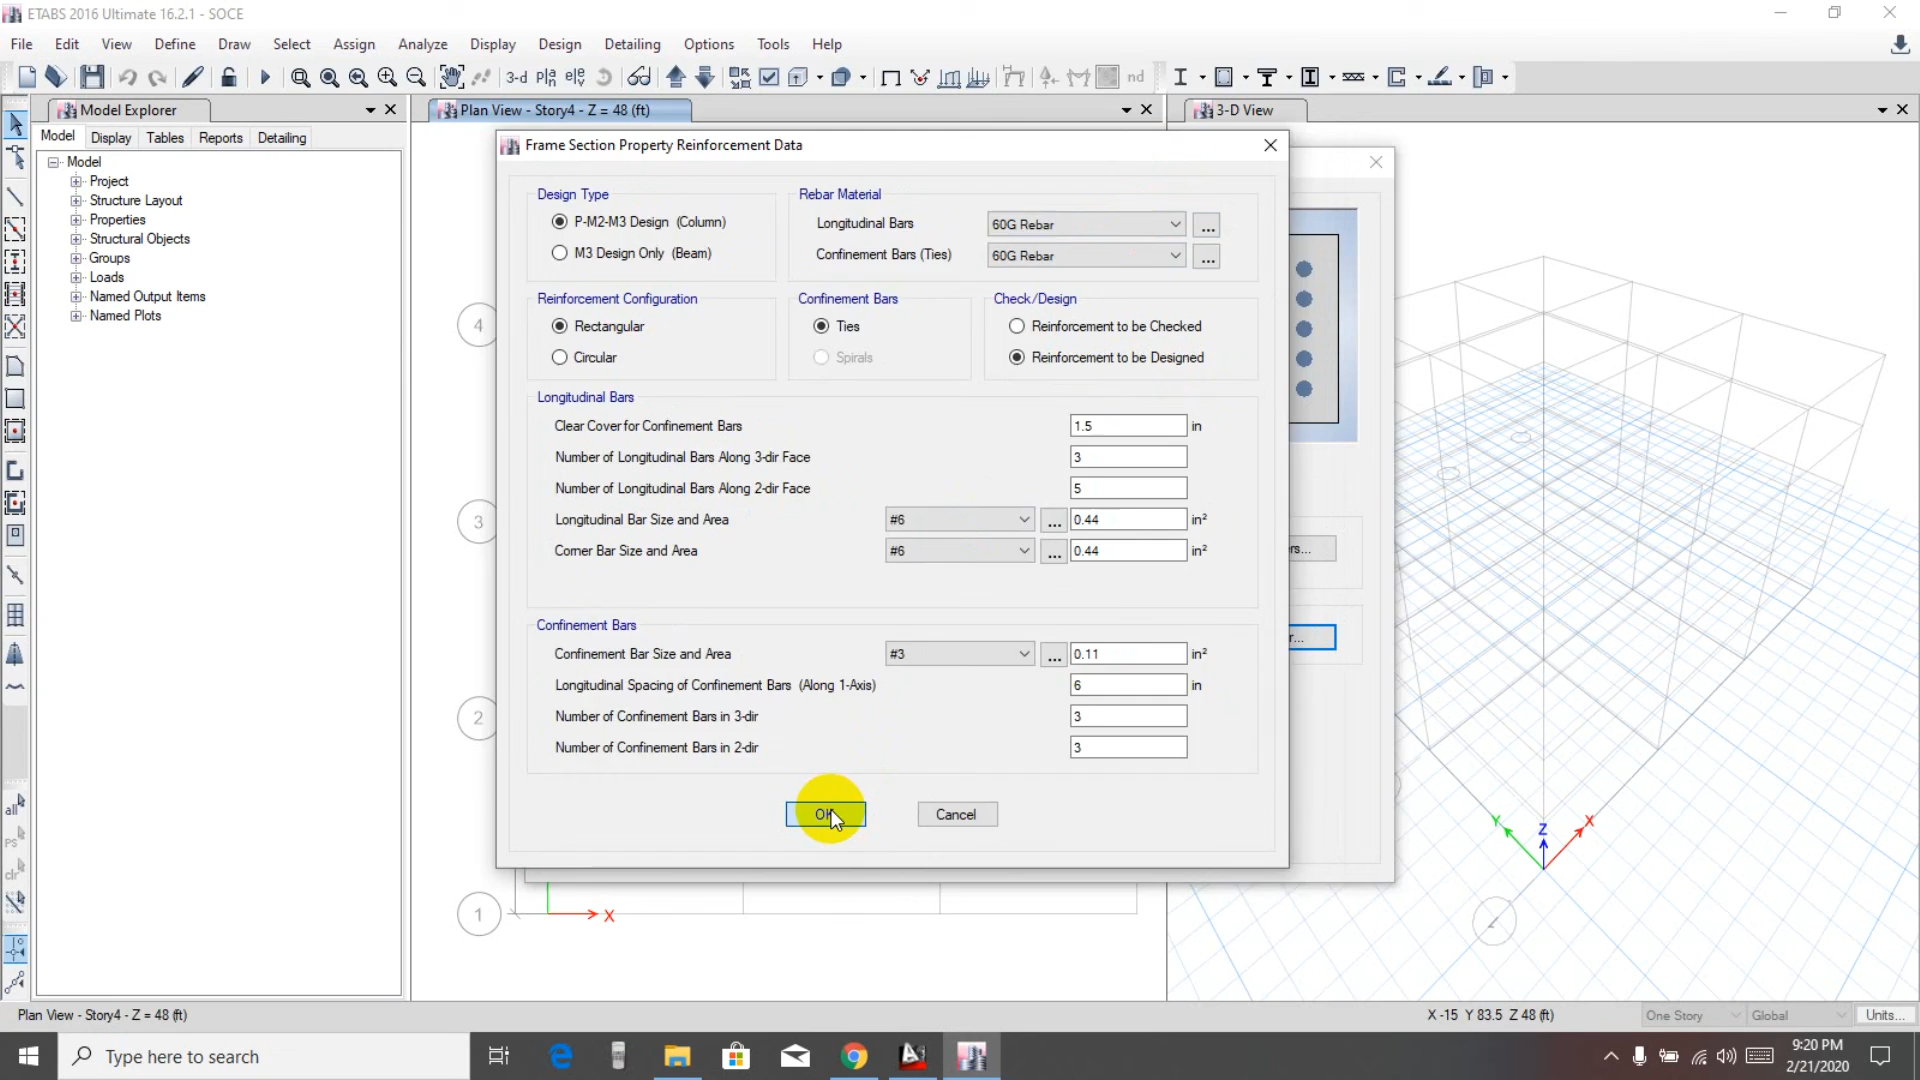 ETABS 2016 Ultimate 16.2.1 - SOCE
File Edit View Define Draw Select Assign Analyze Display Design Detailing Options Tools Help
3-d nd
Model Explorer
Plan View - Story4 - Z = 48 (ft)
3-D View
Model Display Tables Reports Detailing
Model
Project
Structure Layout
Properties
Structural Objects
Groups
Loads
Named Output Items
Named Plots
all
ps
clr
4
3
2
1
X
Frame Section Property Reinforcement Data
Design Type
P-M2-M3 Design (Column)
M3 Design Only (Beam)
Rebar Material
Longitudinal Bars 60G Rebar ...
Confinement Bars (Ties) 60G Rebar ...
Reinforcement Configuration
Rectangular
Circular
Confinement Bars
Ties
Spirals
Check/Design
Reinforcement to be Checked
Reinforcement to be Designed
Longitudinal Bars
Clear Cover for Confinement Bars 1.5 in
Number of Longitudinal Bars Along 3-dir Face 3
Number of Longitudinal Bars Along 2-dir Face 5
Longitudinal Bar Size and Area #6 ... 0.44 in²
Corner Bar Size and Area #6 ... 0.44 in²
Confinement Bars
Confinement Bar Size and Area #3 ... 0.11 in²
Longitudinal Spacing of Confinement Bars (Along 1-Axis) 6 in
Number of Confinement Bars in 3-dir 3
Number of Confinement Bars in 2-dir 3
OK Cancel
rs...
r...
Y Z X
Plan View - Story4 - Z = 48 (ft)
X -15 Y 83.5 Z 48 (ft)
One Story Global Units...
Type here to search
9:20 PM
2/21/2020